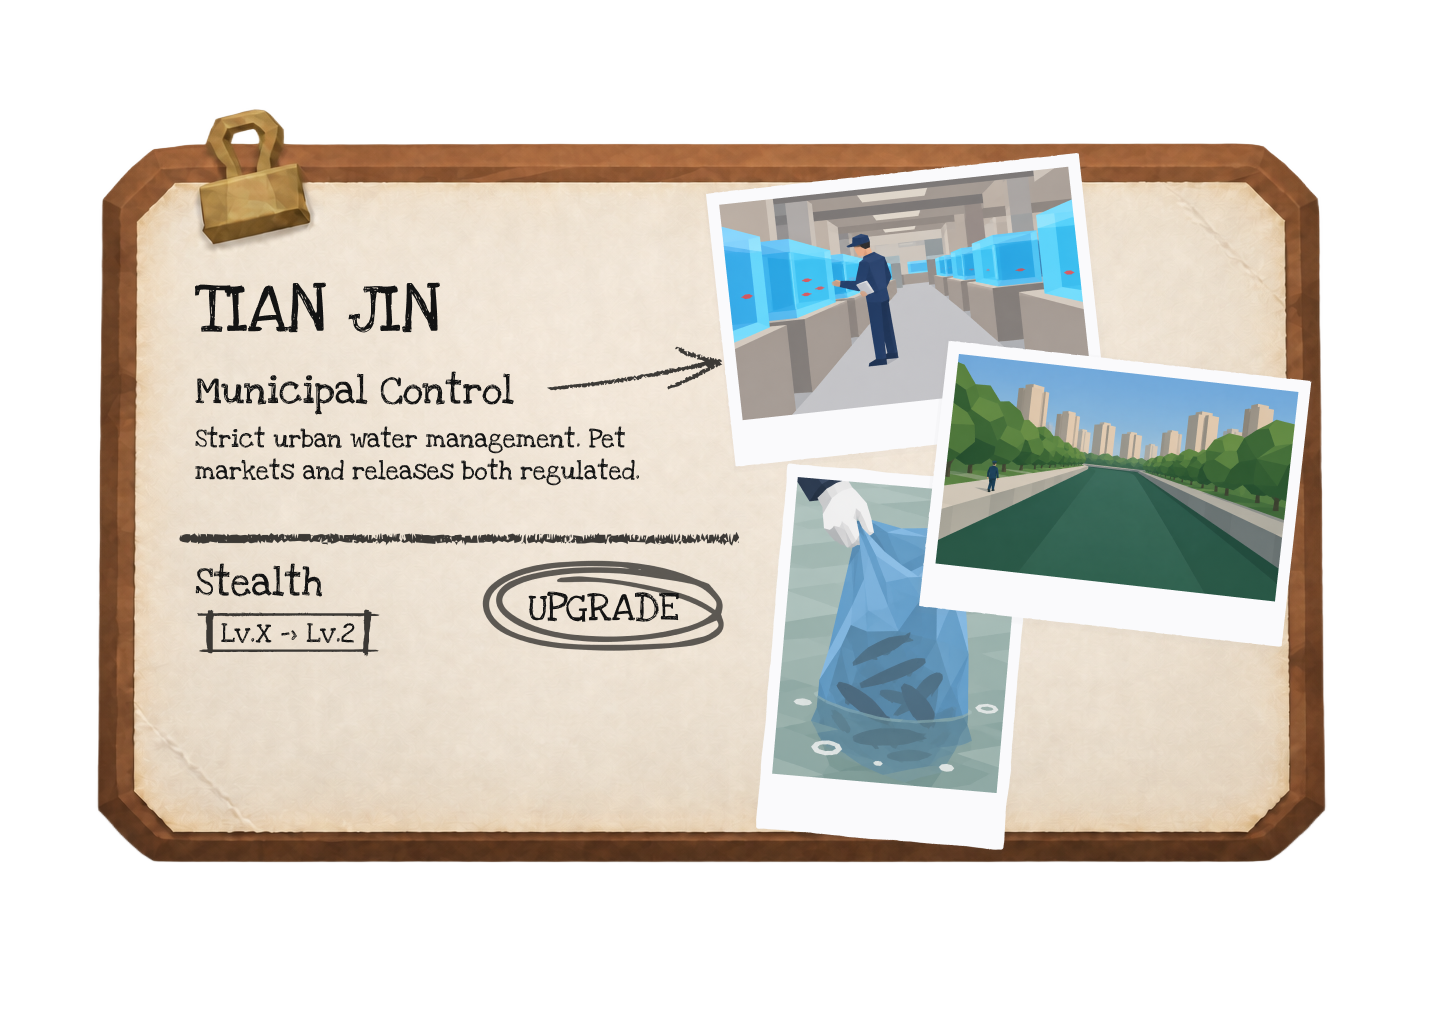 TIAN JIN
Municipal Control
Strict urban water management. Pet
markets and releases both regulated.
Stealth
Lv.X -> Lv.2
UPGRADE